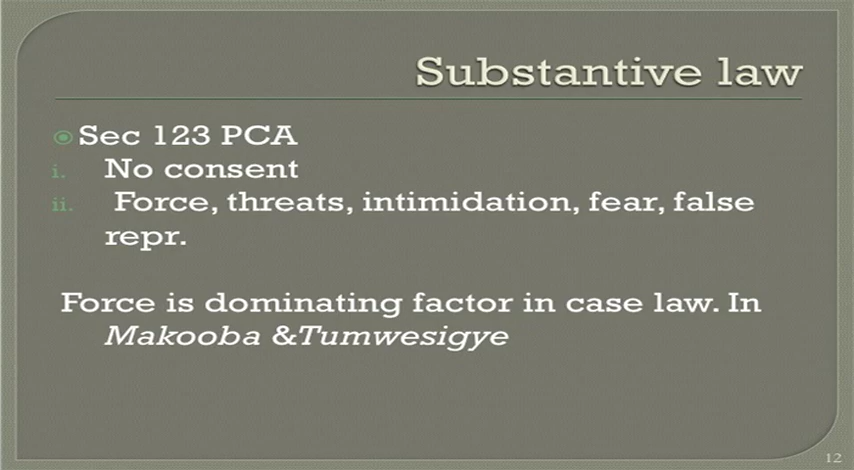 Substantive law
Sec 123 PCA
i. No consent
ii. Force, threats, intimidation, fear, false
repr.
Force is dominating factor in case law. In
Makooba &Tumwesigye
12